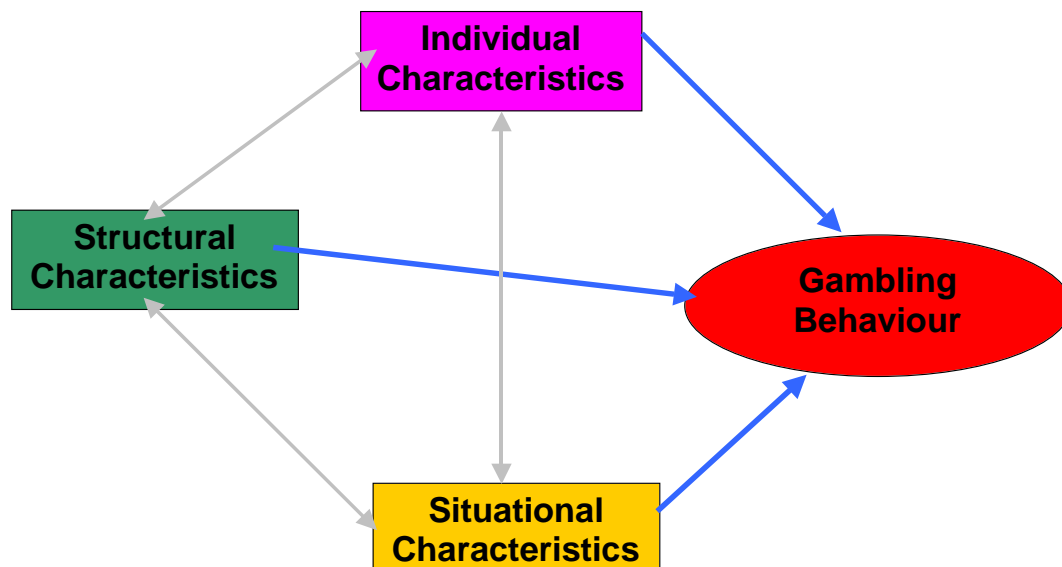 Individual
Characteristics
Structural
Characteristics
Gambling
Behaviour
Situational
Characteristics